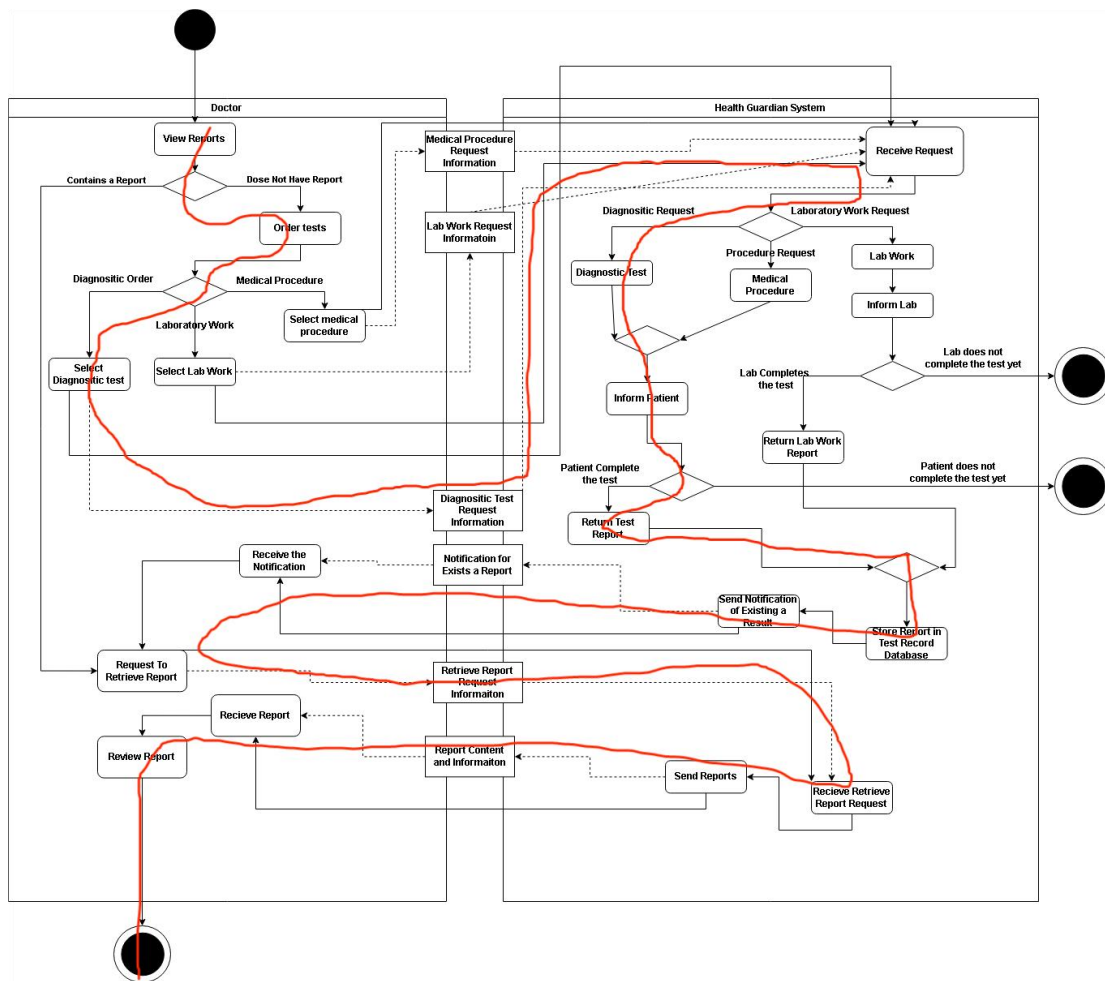 Doctor
Health Guardian System
View Reports
Medical Procedure
Request
Information
Receive Request
Contains a Report
Dose Not Have Report
Order tests
Lab Work Request
Informatoin
Diagnositic Request
Laboratory Work Request
Procedure Request
Diagnostic Test
Medical
Procedure
Lab Work
Inform Lab
Diagnositic Order
Medical Procedure
Laboratory Work
Select medical
procedure
Select
Diagnostic test
Select Lab Work
Lab does not
complete the test yet
Lab Completes
the test
Inform Patient
Return Lab Work
Report
Patient Complete
the test
Patient does not
complete the test yet
Diagnositic Test
Request
Information
Return Test
Report
Receive the
Notification
Notification for
Exists a Report
Send Notification
of Existing a
Result
Store Report in
Test Record
Database
Request To
Retrieve Report
Retrieve Report
Request
Informaiton
Recieve Report
Review Report
Report Content
and Informaiton
Send Reports
Recieve Retrieve
Report Request